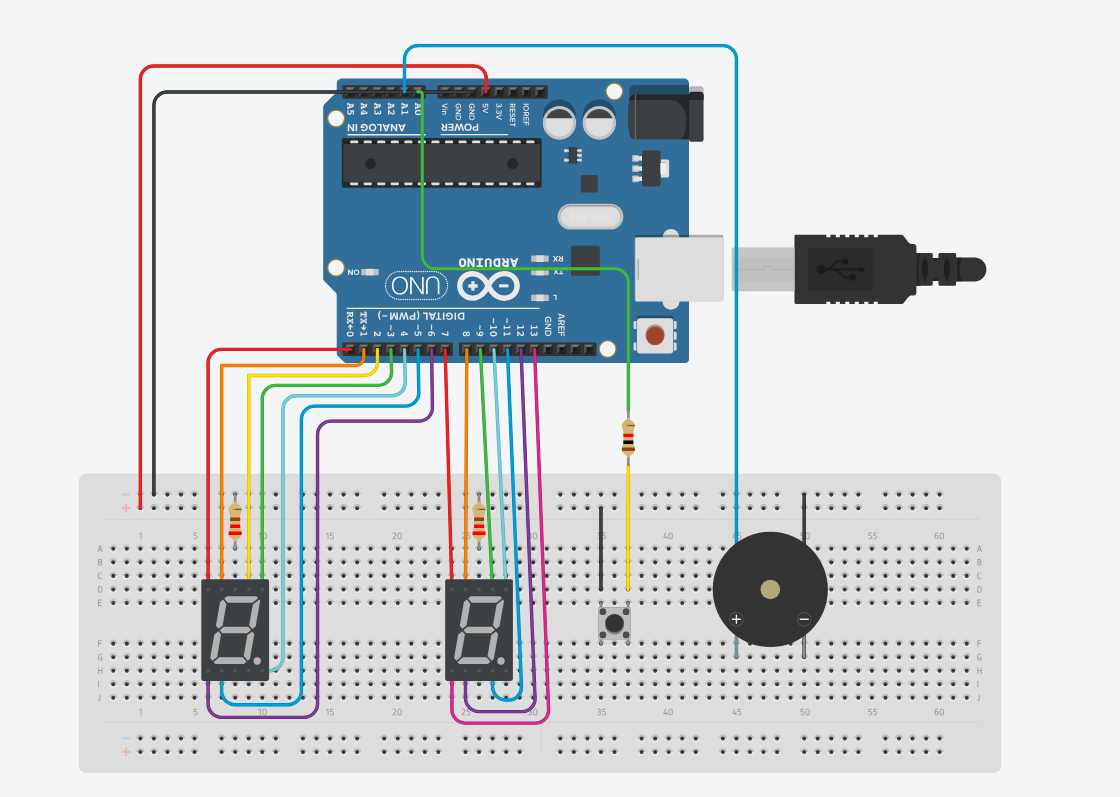 A5 A4 A3 A2 A1 A0 Vin GND GND 5V 3.3V RESET IOREF
ANALOG IN POWER
RX
ARDUINO
TX
ON
UNO
L
DIGITAL (PWM~)
RX←0 TX→1 2 ~3 4 ~5 ~6 7 8 ~9 ~10 ~11 12 13 GND AREF
−
+
1 5 10 15 20 25 30 35 40 45 50 55 60
A A
B B
C C
D D
E E
+ −
F F
G G
H H
I I
J J
1 5 10 15 20 25 30 35 40 45 50 55 60
−
+